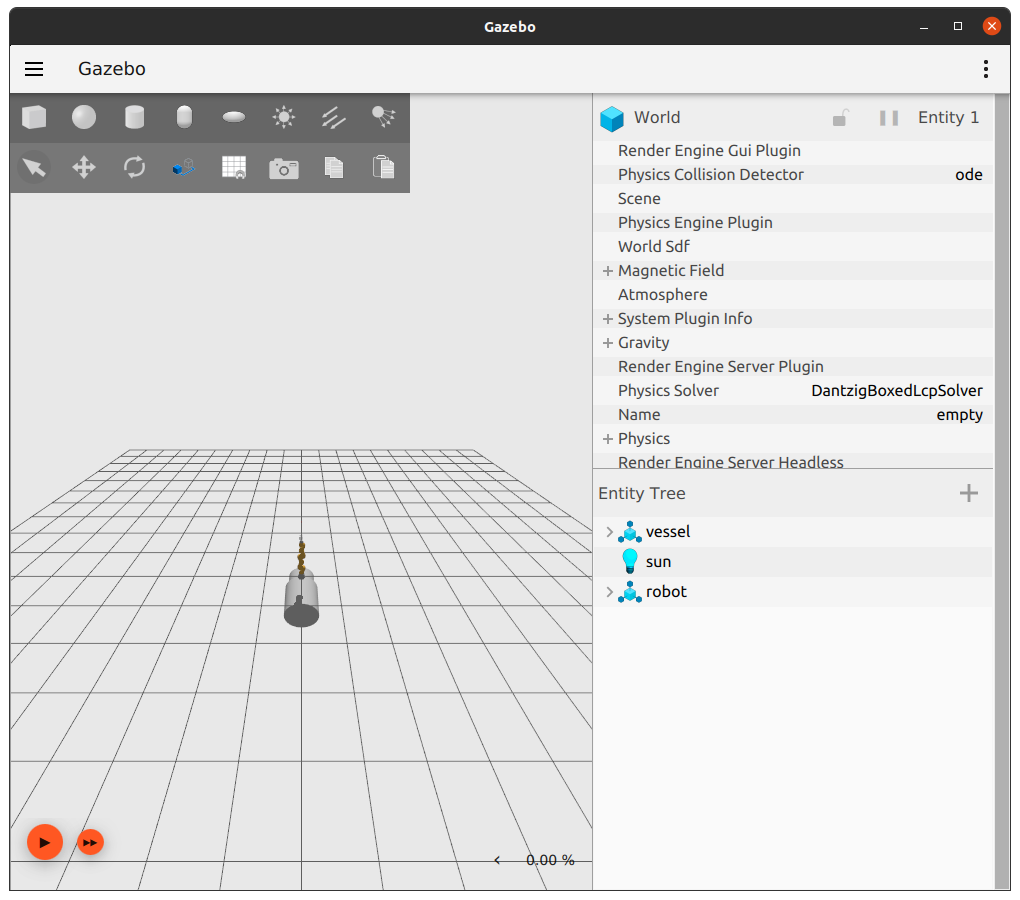 Gazebo
Gazebo
World Entity 1
Render Engine Gui Plugin
Physics Collision Detector ode
Scene
Physics Engine Plugin
World Sdf
Magnetic Field
Atmosphere
System Plugin Info
Gravity
Render Engine Server Plugin
Physics Solver DantzigBoxedLcpSolver
Name empty
Physics
Render Engine Server Headless
Entity Tree
vessel
sun
robot
0.00 %